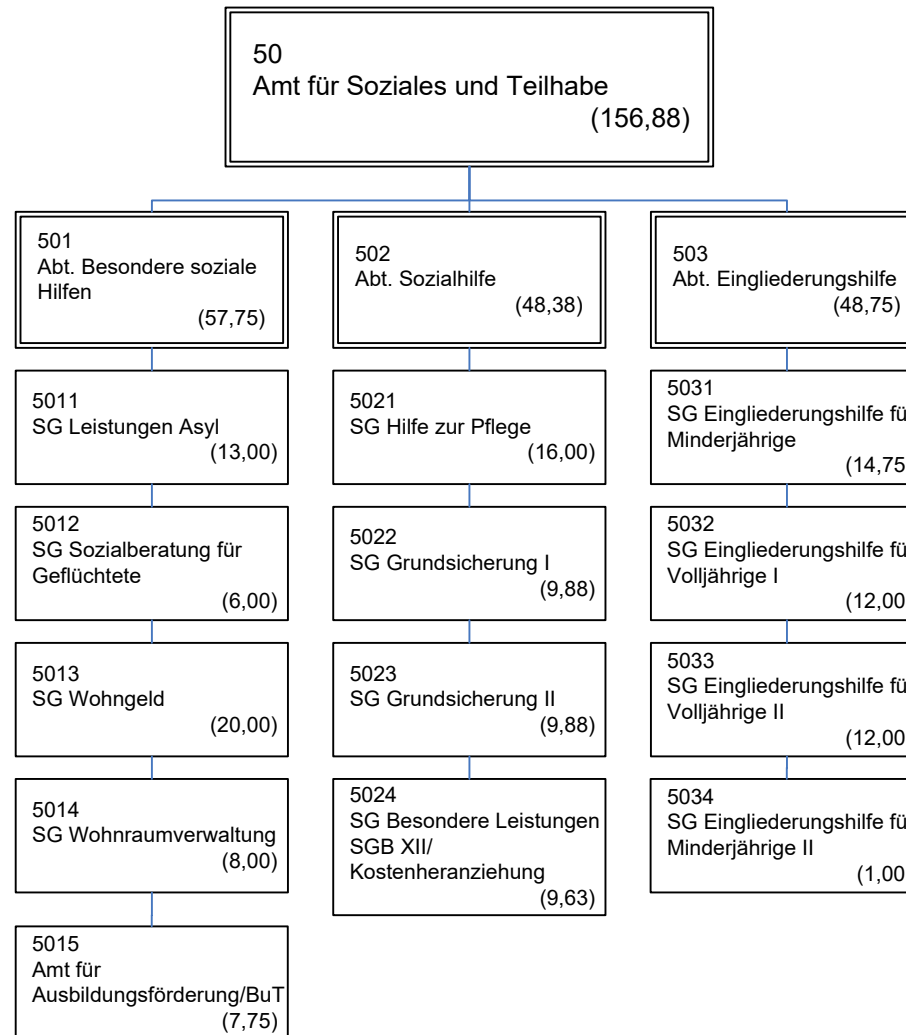 50
Amt für Soziales und Teilhabe
(156,88)
501
Abt. Besondere soziale
Hilfen
(57,75)
5011
SG Leistungen Asyl
(13,00)
5012
SG Sozialberatung für
Geflüchtete
(6,00)
5013
SG Wohngeld
(20,00)
5014
SG Wohnraumverwaltung
(8,00)
5015
Amt für
Ausbildungsförderung/BuT
(7,75)
502
Abt. Sozialhilfe
(48,38)
5021
SG Hilfe zur Pflege
(16,00)
5022
SG Grundsicherung I
(9,88)
5023
SG Grundsicherung II
(9,88)
5024
SG Besondere Leistungen
SGB XII/
Kostenheranziehung
(9,63)
503
Abt. Eingliederungshilfe
(48,75)
5031
SG Eingliederungshilfe fü
Minderjährige
(14,75
5032
SG Eingliederungshilfe fü
Volljährige I
(12,00
5033
SG Eingliederungshilfe fü
Volljährige II
(12,00
5034
SG Eingliederungshilfe fü
Minderjährige II
(1,00